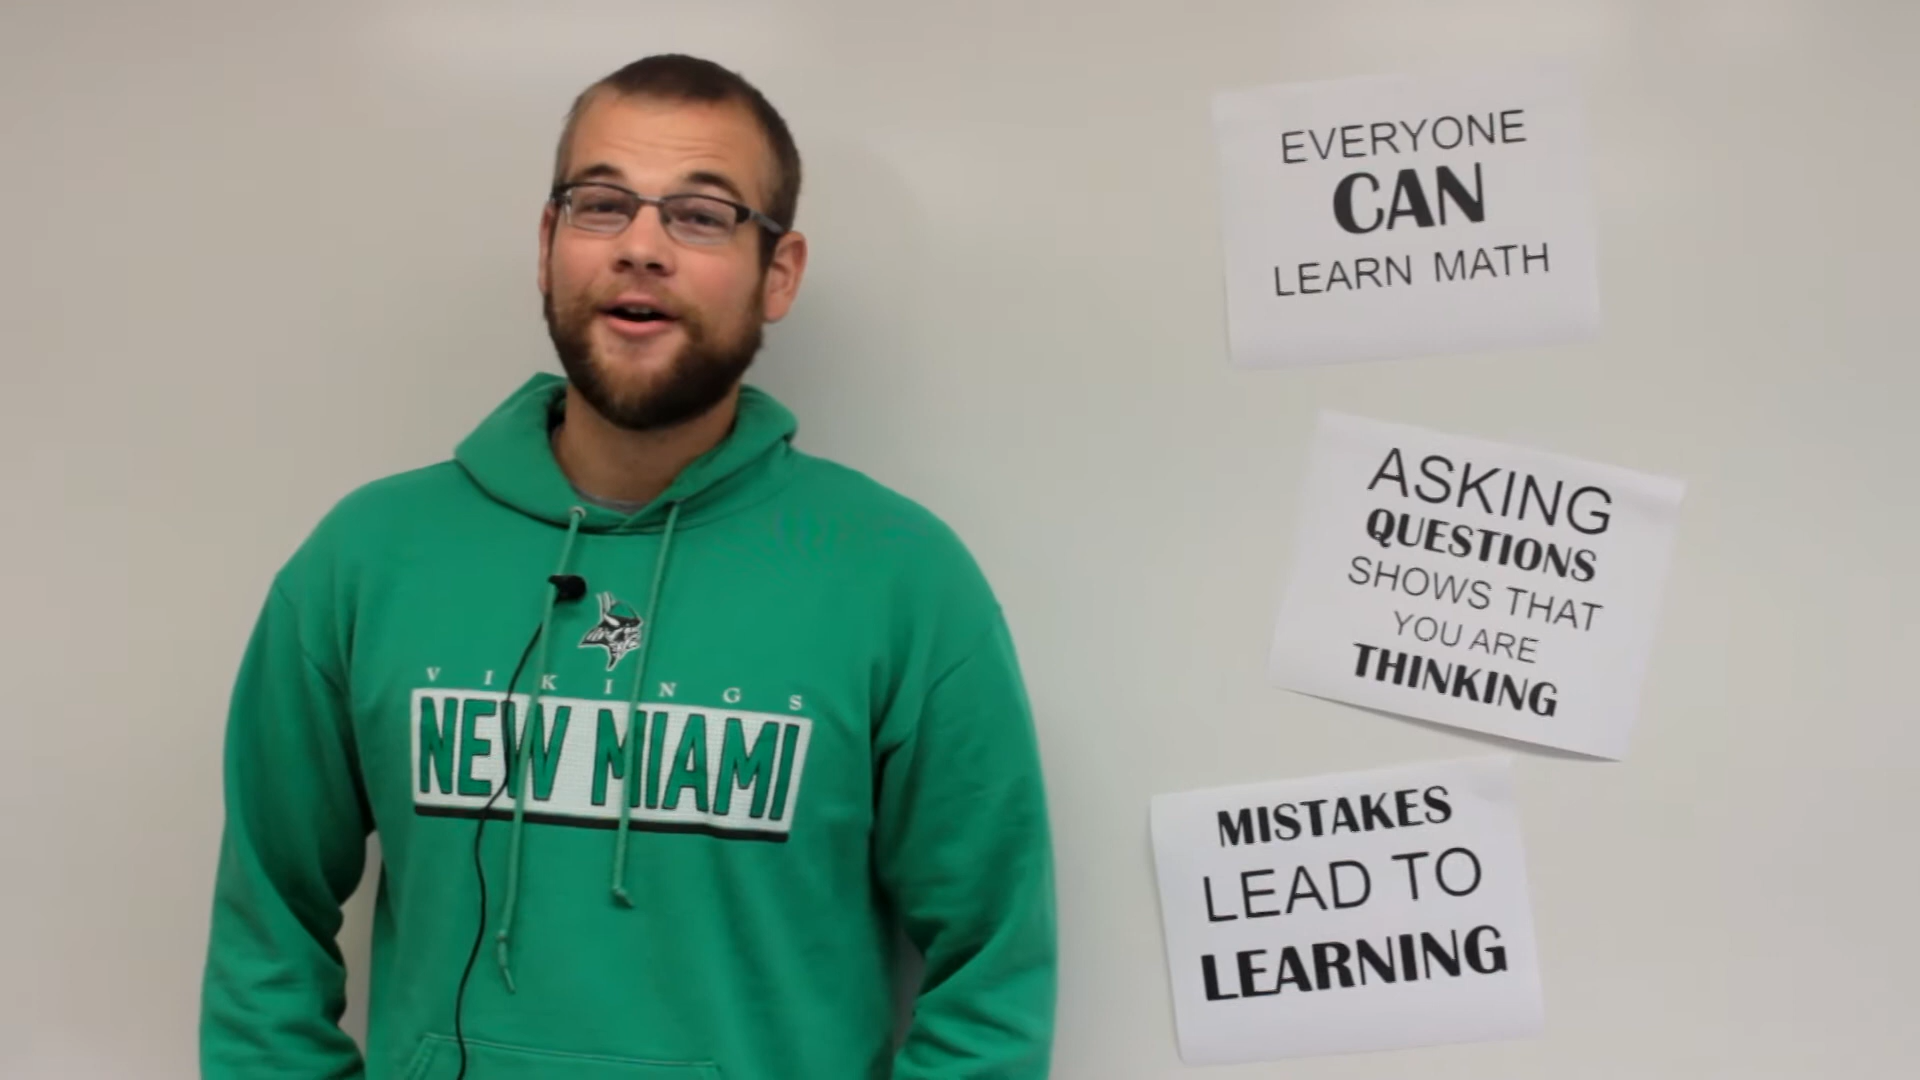 VIKINGS
NEW MIAMI
EVERYONE
CAN
LEARN MATH
ASKING
QUESTIONS
SHOWS THAT
YOU ARE
THINKING
MISTAKES
LEAD TO
LEARNING